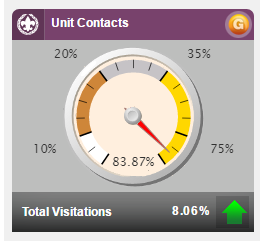 Unit Contacts
G
20%
35%
10%
75%
83.87%
Total Visitations
8.06%